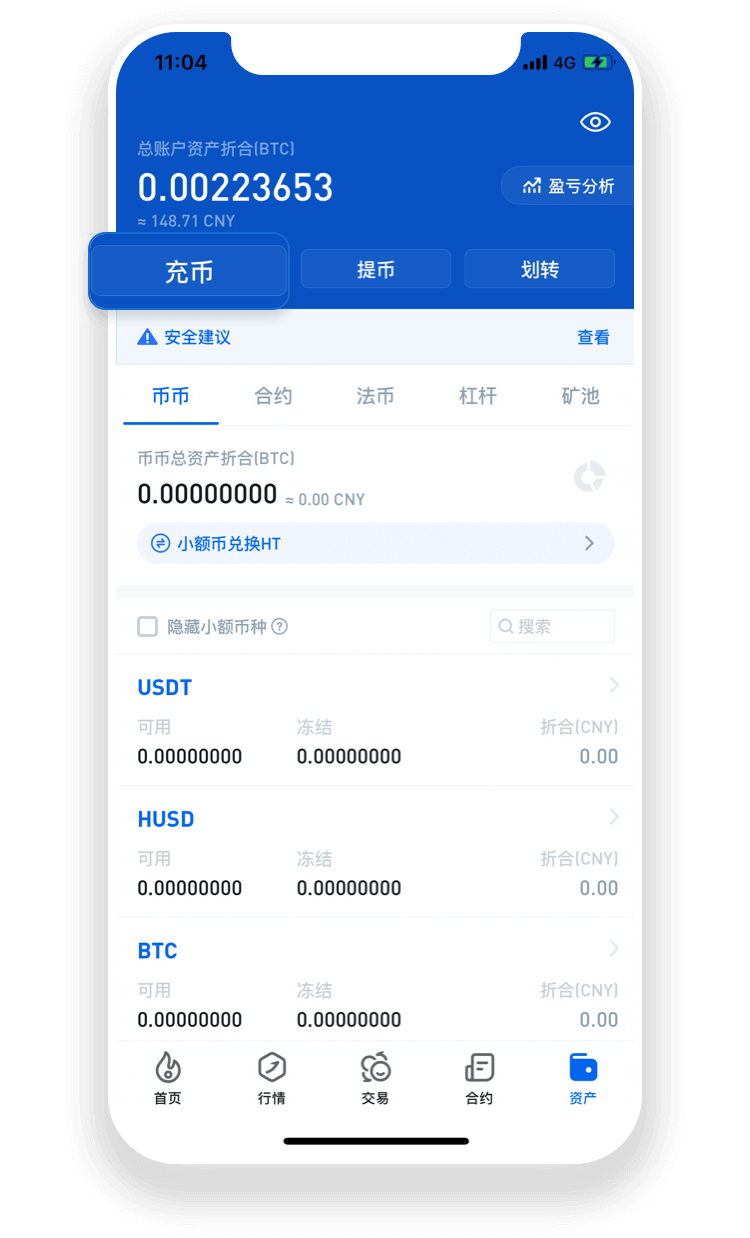 11:04 4G
总账户资产折合(BTC)
0.00223653
盈亏分析
≈ 148.71 CNY
充币 提币 划转
安全建议 查看
币币 合约 法币 杠杆 矿池
币币总资产折合(BTC)
0.00000000 ≈ 0.00 CNY
小额币兑换HT
隐藏小额币种 ? 搜索
USDT
可用 冻结 折合(CNY)
0.00000000 0.00000000 0.00
HUSD
可用 冻结 折合(CNY)
0.00000000 0.00000000 0.00
BTC
可用 冻结 折合(CNY)
0.00000000 0.00000000 0.00
首页 行情 交易 合约 资产